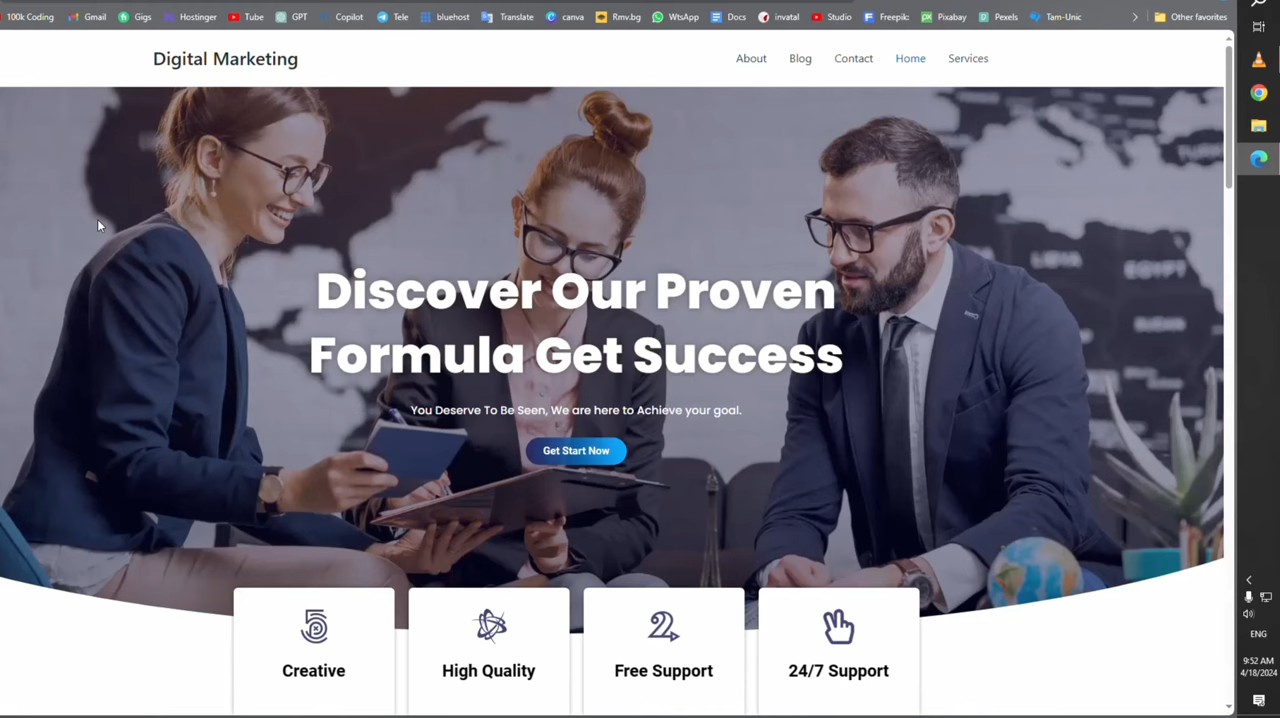 100k Coding Gmail Gigs Hostinger Tube GPT Copilot Tele bluehost Translate canva Rmv.bg WtsApp Docs invatal Studio Freepik: Pixabay Pexels Tam-Unic Other favorites
Digital Marketing
About Blog Contact Home Services
Discover Our Proven
Formula Get Success
You Deserve To Be Seen, We are here to Achieve your goal.
Get Start Now
Creative High Quality Free Support 24/7 Support
LIBYA
EGYPT
SUDAN
ENG
9:52 AM
4/18/2024